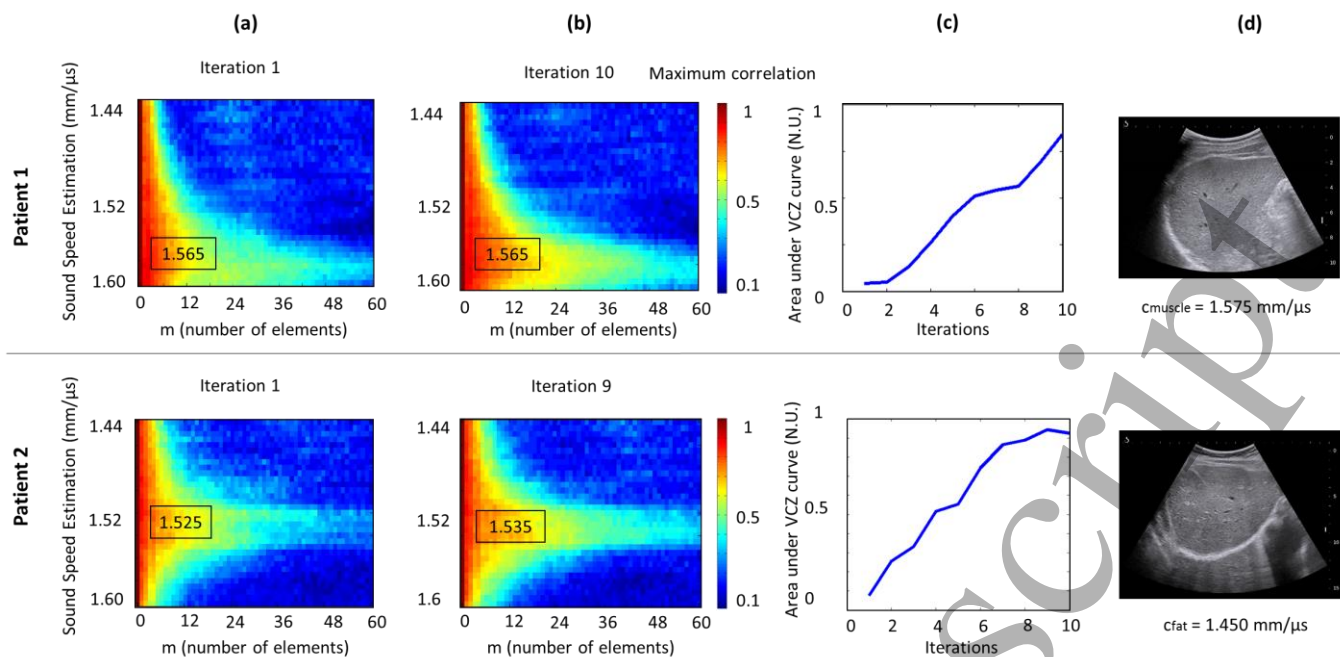 (a) (b) (c) (d)
Iteration 1 Iteration 10 Maximum correlation
Patient 1
Sound Speed Estimation (mm/µs)
1.44
1.52
1.60
1.565
0 12 24 36 48 60
m (number of elements)
1.44
1.52
1.60
1.565
0 12 24 36 48 60
m (number of elements)
1
0.5
0.1
Area under VCZ curve (N.U.)
1
0.5
0
0 2 4 6 8 10
Iterations
cmuscle = 1.575 mm/µs
Patient 2
Iteration 1 Iteration 9
Sound Speed Estimation (mm/µs)
1.44
1.52
1.60
1.525
0 12 24 36 48 60
m (number of elements)
1.44
1.52
1.6
1.535
0 12 24 36 48 60
m (number of elements)
1
0.5
0.1
Area under VCZ curve (N.U.)
1
0.5
0
0 2 4 6 8 10
Iterations
cfat = 1.450 mm/µs
script